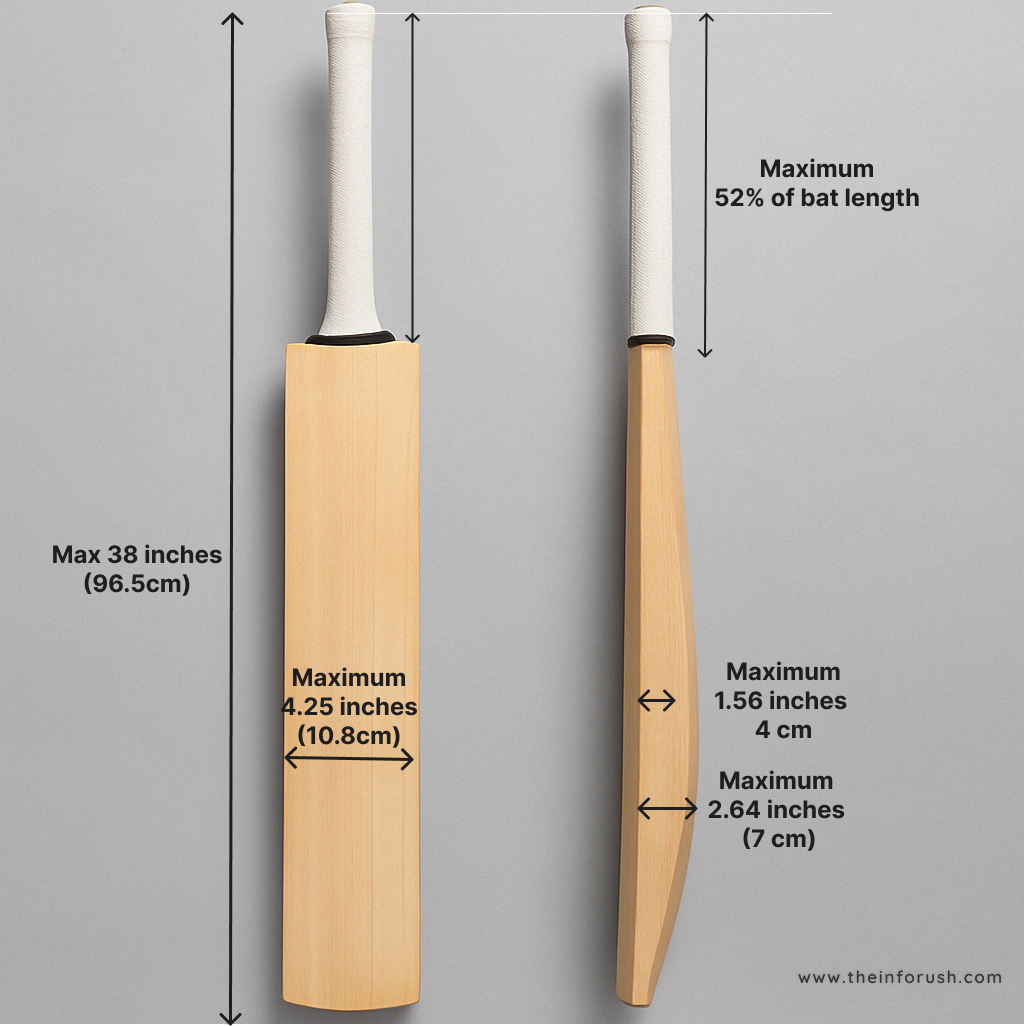 Maximum
52% of bat length
Max 38 inches
(96.5cm)
Maximum
4.25 inches
(10.8cm)
Maximum
1.56 inches
4 cm
Maximum
2.64 inches
(7 cm)
www.theinforush.com